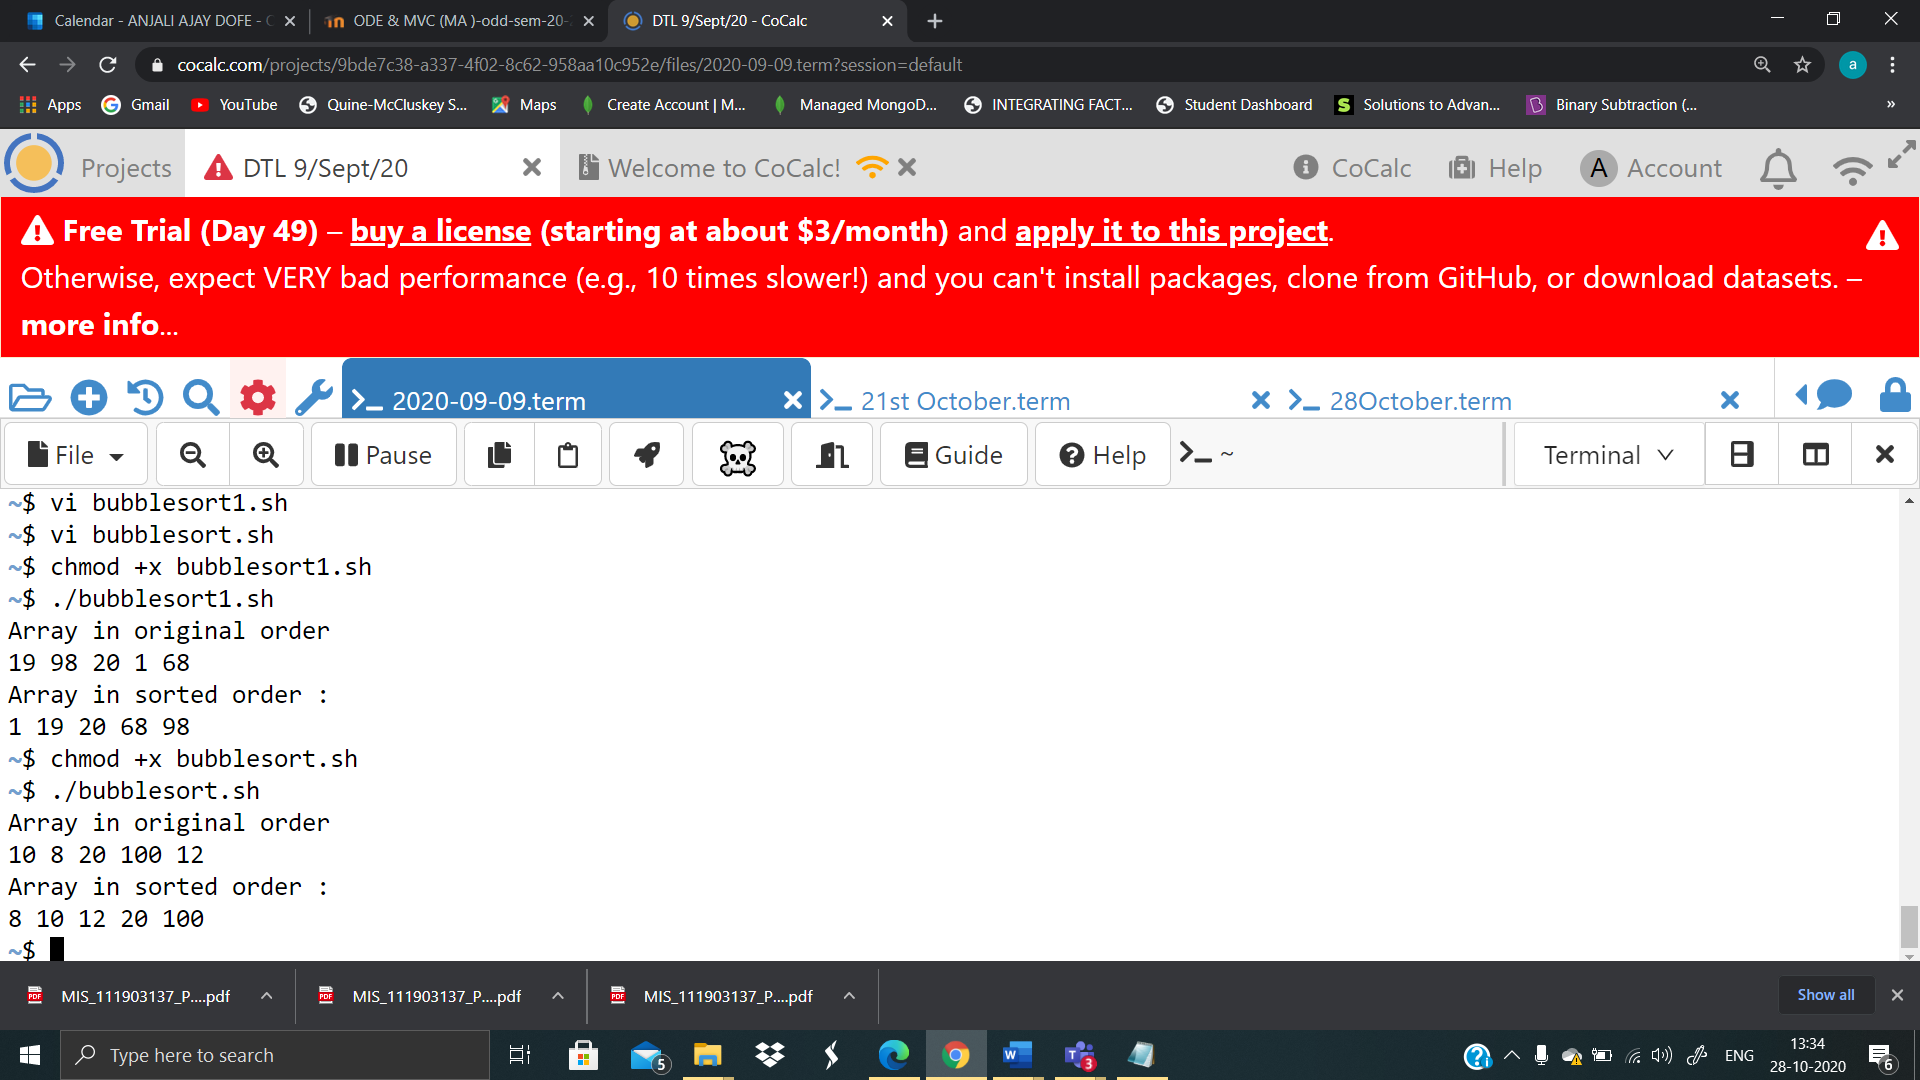 Calendar - ANJALI AJAY DOFE - C
ODE & MVC (MA )-odd-sem-20-2
DTL 9/Sept/20 - CoCalc
cocalc.com/projects/9bde7c38-a337-4f02-8c62-958aa10c952e/files/2020-09-09.term?session=default
a
Apps
Gmail
YouTube
Quine-McCluskey S...
Maps
Create Account | M...
Managed MongoD...
INTEGRATING FACT...
Student Dashboard
Solutions to Advan...
Binary Subtraction (...
»
Projects
DTL 9/Sept/20
Welcome to CoCalc!
CoCalc
Help
A Account
Free Trial (Day 49) – buy a license (starting at about $3/month) and apply it to this project.
Otherwise, expect VERY bad performance (e.g., 10 times slower!) and you can't install packages, clone from GitHub, or download datasets. –
more info...
2020-09-09.term
21st October.term
28October.term
File
Pause
Guide
Help
~
Terminal
~$ vi bubblesort1.sh
~$ vi bubblesort.sh
~$ chmod +x bubblesort1.sh
~$ ./bubblesort1.sh
Array in original order
19 98 20 1 68
Array in sorted order :
1 19 20 68 98
~$ chmod +x bubblesort.sh
~$ ./bubblesort.sh
Array in original order
10 8 20 100 12
Array in sorted order :
8 10 12 20 100
~$
MIS_111903137_P....pdf
MIS_111903137_P....pdf
MIS_111903137_P....pdf
Show all
Type here to search
5
3
ENG
13:34
28-10-2020
6